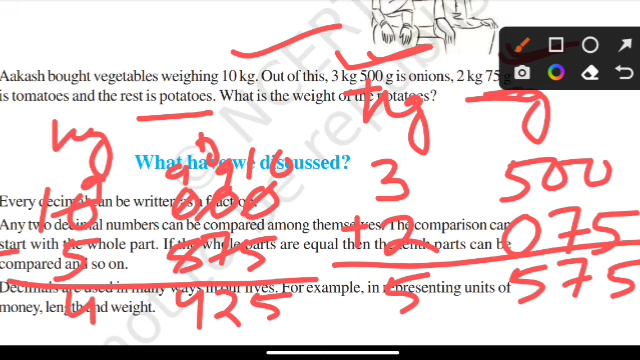 Aakash bought vegetables weighing 10 kg. Out of this, 3 kg 500 g is onions, 2 kg 75 g
is tomatoes and the rest is potatoes. What is the weight of the potatoes?
kg g
kg
What have we discussed?
3 500
Every decimal can be written as a fraction.
+2 075
Any two decimal numbers can be compared among themselves. The comparison can
start with the whole part. If the whole parts are equal then the tenth parts can be
compared and so on.
5 575
4 925
Decimals are used in many ways in our lives. For example, in representing units of
money, length and weight.